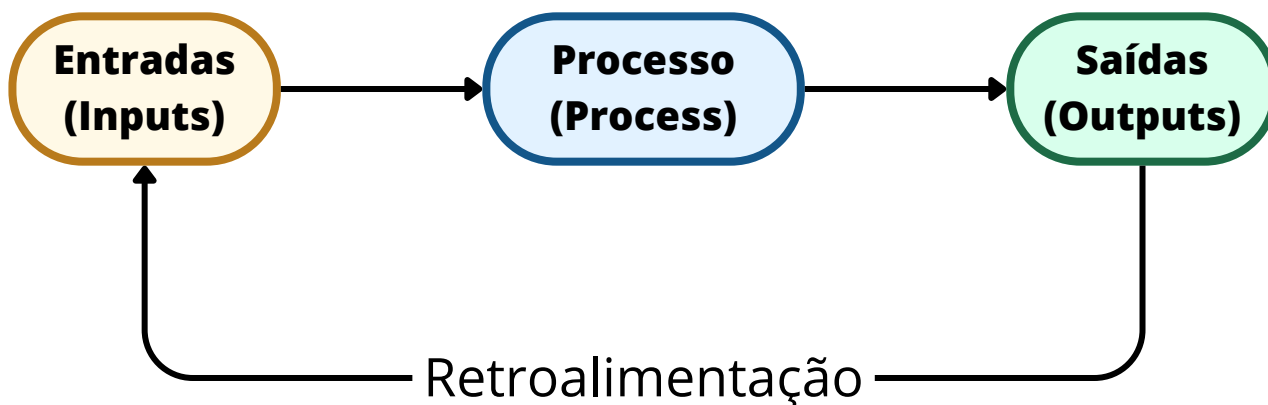 Entradas
(Inputs)
Processo
(Process)
Saídas
(Outputs)
Retroalimentação